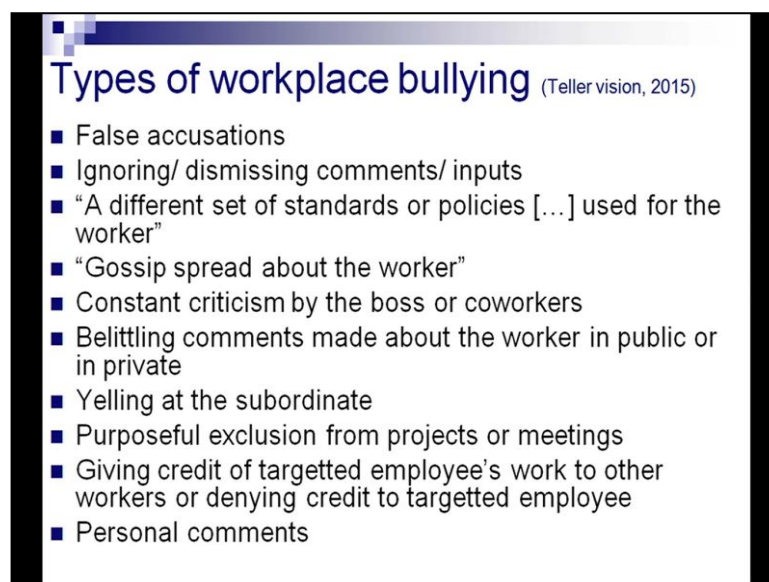 Types of workplace bullying (Teller vision, 2015)
■ False accusations
■ Ignoring/ dismissing comments/ inputs
■ “A different set of standards or policies […] used for the
worker”
■ “Gossip spread about the worker”
■ Constant criticism by the boss or coworkers
■ Belittling comments made about the worker in public or
in private
■ Yelling at the subordinate
■ Purposeful exclusion from projects or meetings
■ Giving credit of targetted employee’s work to other
workers or denying credit to targetted employee
■ Personal comments